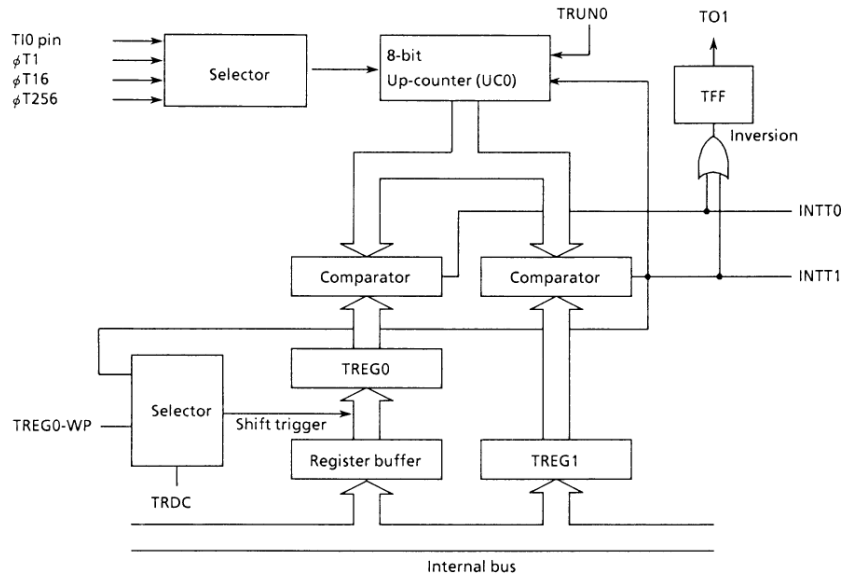 TRUN0
TO1
TI0 pin
ϕT1
ϕT16
ϕT256
Selector
8-bit
Up-counter (UC0)
TFF
Inversion
INTT0
Comparator
Comparator
INTT1
TREG0
Selector
TREG0-WP
Shift trigger
Register buffer
TREG1
TRDC
Internal bus